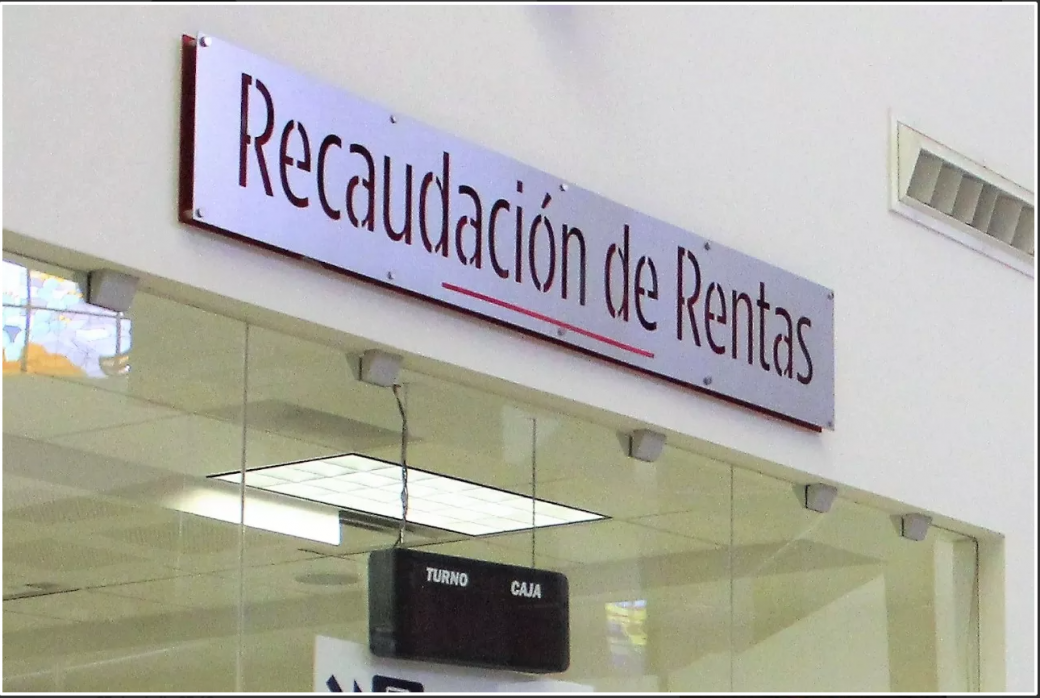 Recaudación de Rentas
TURNO CAJA